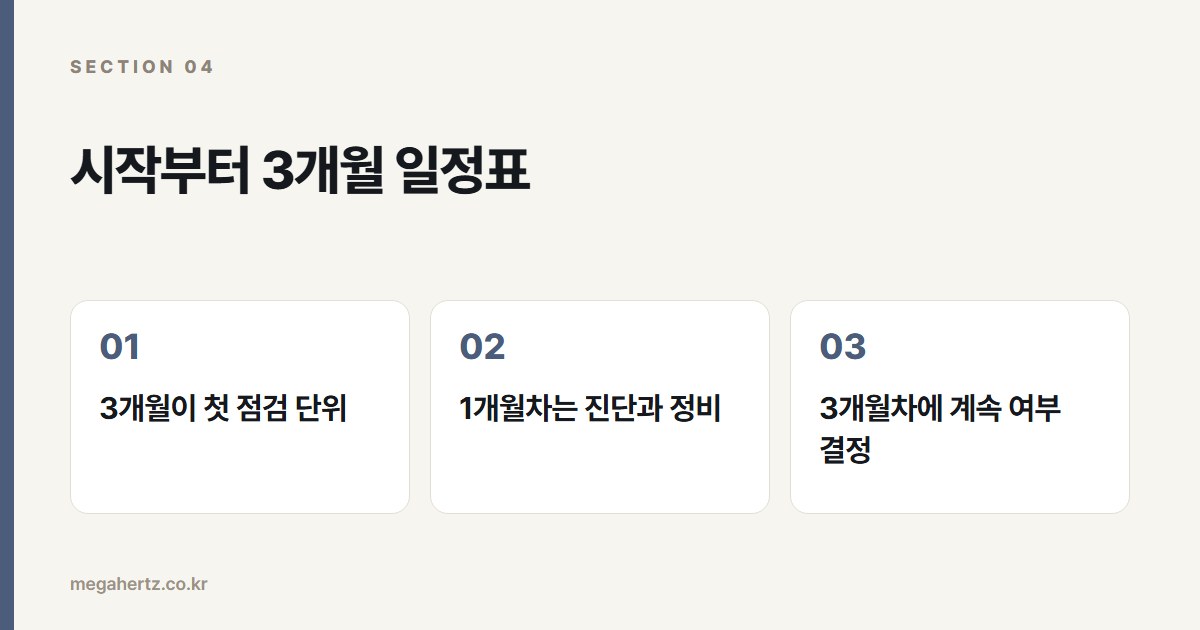 SECTION 04
시작부터 3개월 일정표
01
3개월이 첫 점검 단위
02
1개월차는 진단과 정비
03
3개월차에 계속 여부
결정
megahertz.co.kr